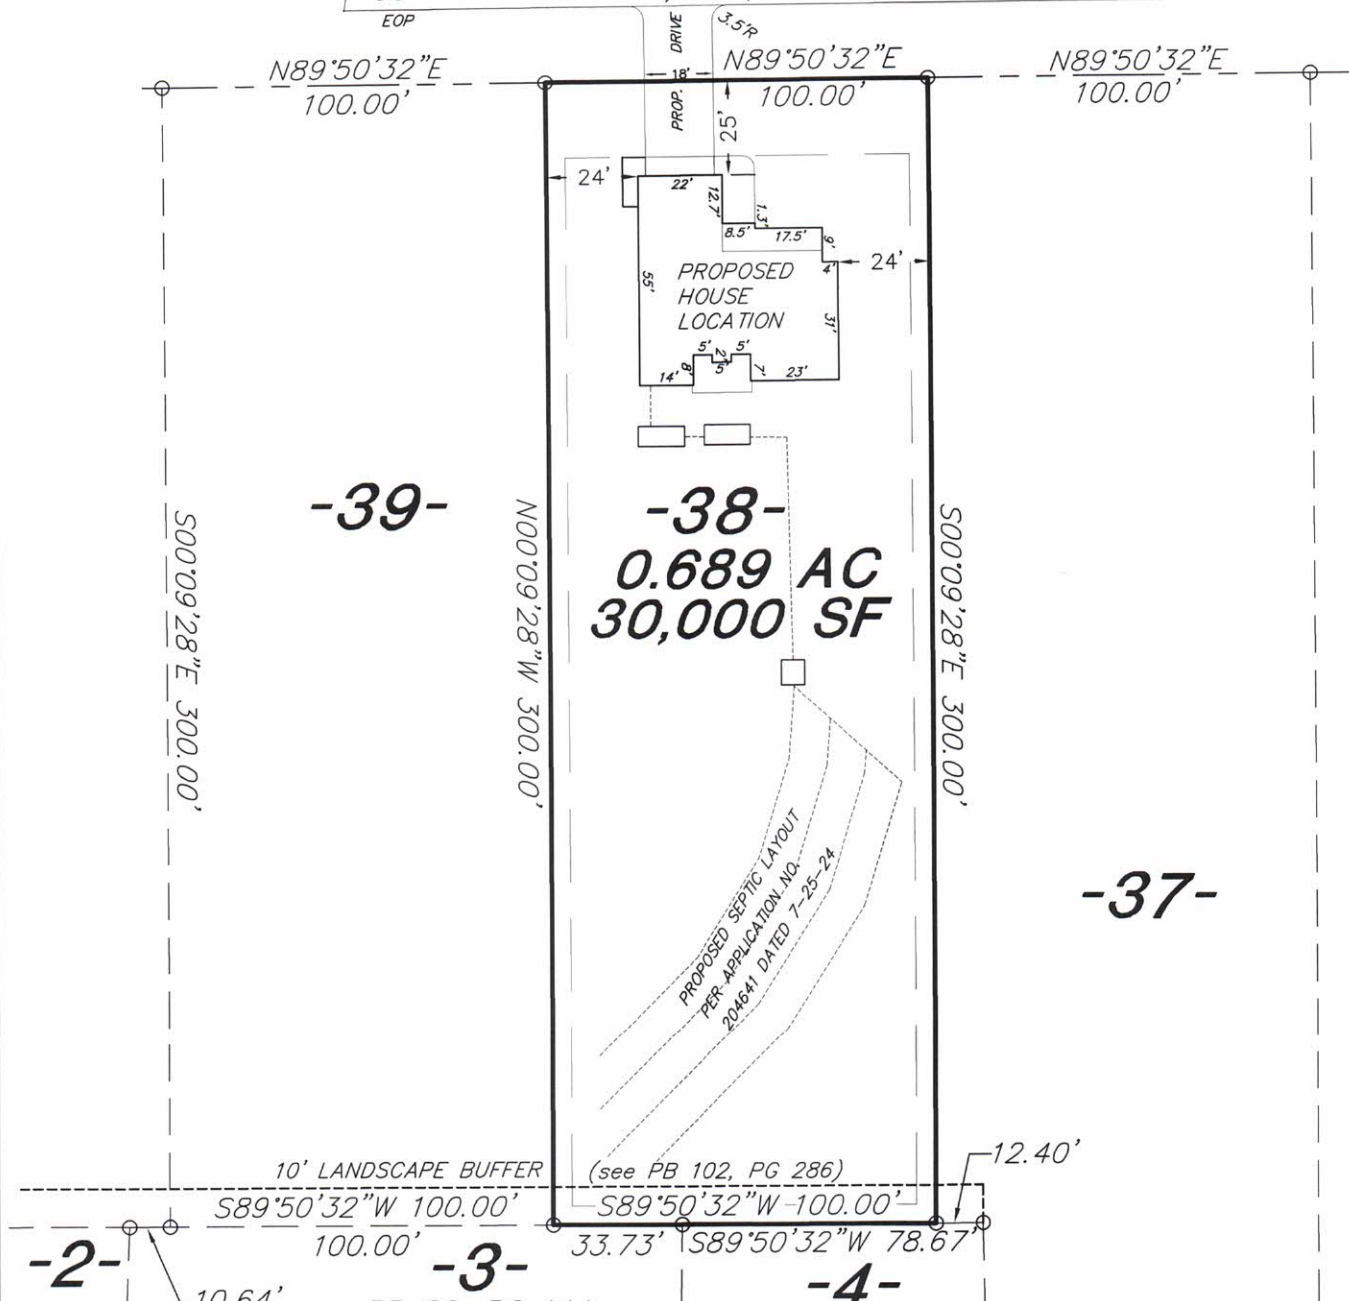 EOP
PROP. DRIVE
3.5'R
N89°50'32"E
100.00'
18'
N89°50'32"E
100.00'
N89°50'32"E
100.00'
25'
24'
22'
12.7'
1.3'
8.5'
17.5'
9'
4'
24'
55'
PROPOSED
HOUSE
LOCATION
31'
5'
2'
5'
14'
8'
5'
7'
23'
-39-
-38-
0.689 AC
30,000 SF
S00°09'28"E 300.00'
N00°09'28"W 300.00'
S00°09'28"E 300.00'
-37-
PROPOSED SEPTIC LAYOUT
PER APPLICATION NO.
204641 DATED 7-25-24
12.40'
10' LANDSCAPE BUFFER (see PB 102, PG 286)
S89°50'32"W 100.00'
S89°50'32"W 100.00'
100.00'
33.73'
S89°50'32"W 78.67'
-2-
-3-
-4-
10.64'